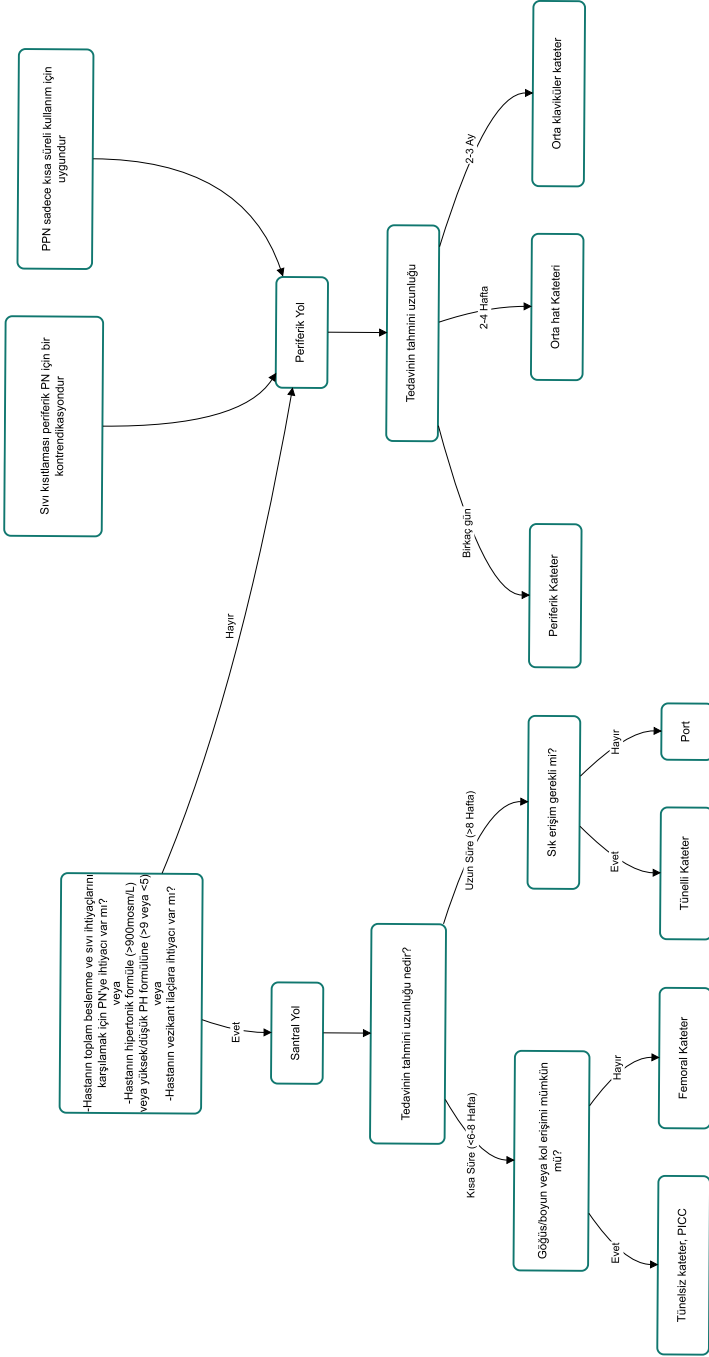 -Hastanın toplam beslenme ve sıvı ihtiyaçlarını
karşılamak için PN'ye ihtiyacı var mı?
veya
-Hastanın hipertonik formüle (>900mosm/L)
veya yüksek/düşük PH formülüne (>9 veya <5)
veya
-Hastanın vezikant ilaçlara ihtiyacı var mı?
Sıvı kısıtlaması periferik PN için bir
kontrendikasyondur
PPN sadece kısa süreli kullanım için
uygundur
Evet
Hayır
Santral Yol
Periferik Yol
Tedavinin tahmini uzunluğu nedir?
Tedavinin tahmini uzunluğu
Kısa Süre (<6-8 Hafta)
Uzun Süre (>8 Hafta)
Birkaç gün
2-4 Hafta
2-3 Ay
Göğüs/boyun veya kol erişimi mümkün
mü?
Sık erişim gerekli mi?
Periferik Kateter
Orta hat Kateteri
Orta klaviküler kateter
Evet
Hayır
Evet
Hayır
Tünelsiz kateter, PICC
Femoral Kateter
Tünelli Kateter
Port